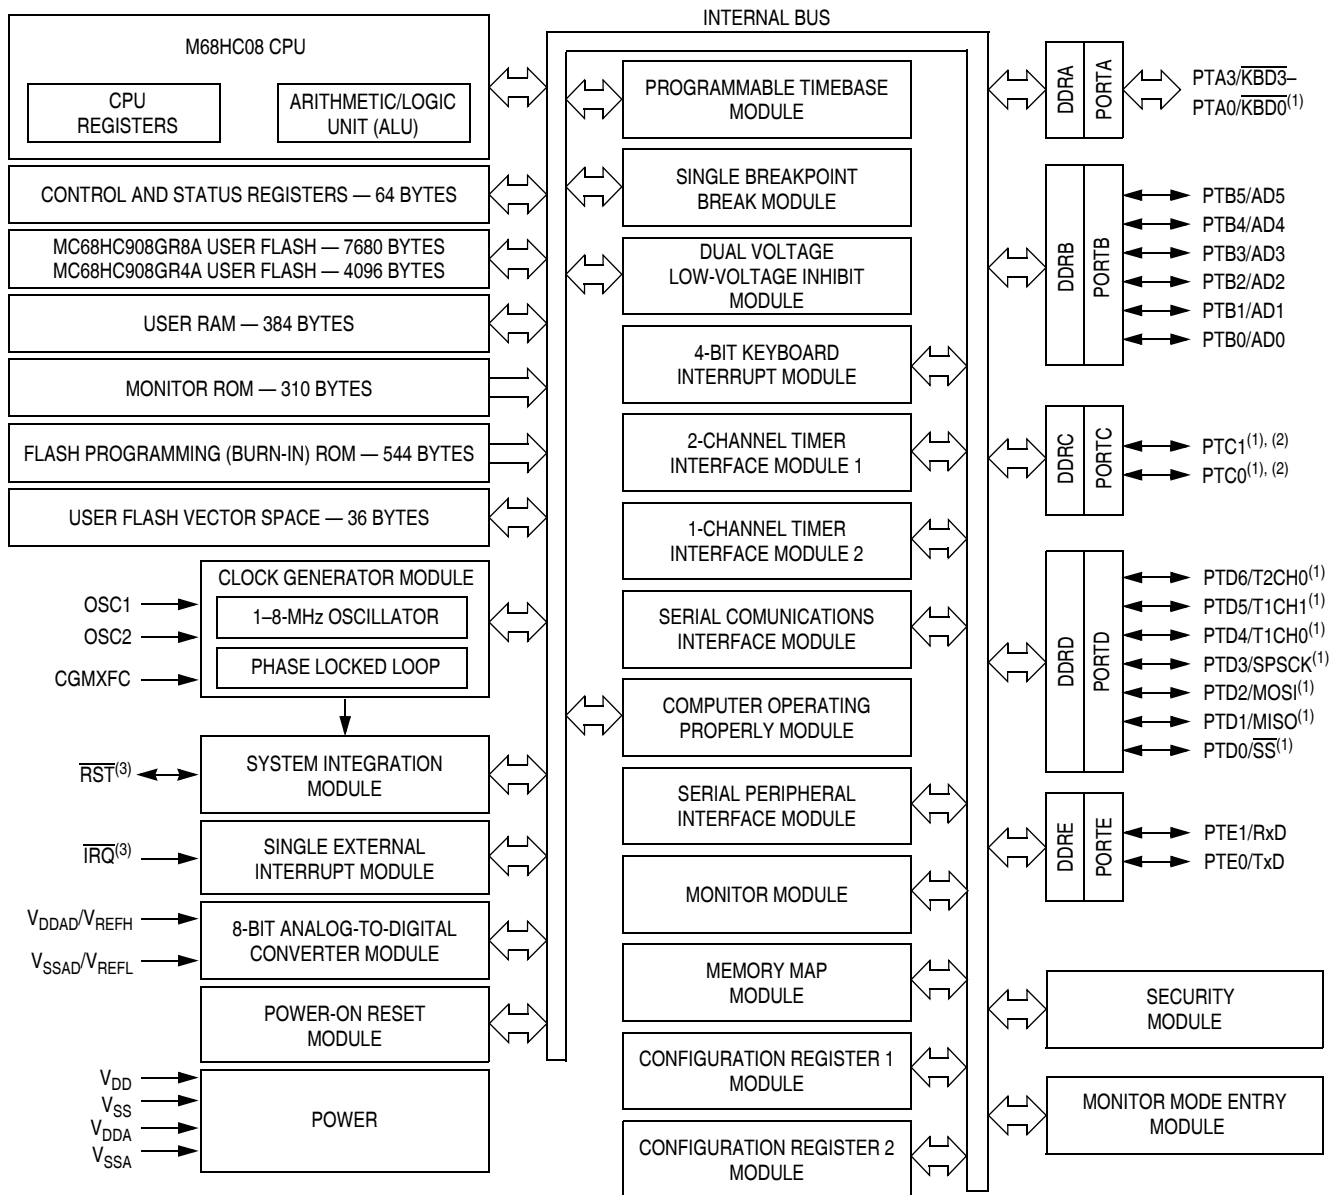 INTERNAL BUS
M68HC08 CPU
CPU
REGISTERS
ARITHMETIC/LOGIC
UNIT (ALU)
CONTROL AND STATUS REGISTERS — 64 BYTES
MC68HC908GR8A USER FLASH — 7680 BYTES
MC68HC908GR4A USER FLASH — 4096 BYTES
USER RAM — 384 BYTES
MONITOR ROM — 310 BYTES
FLASH PROGRAMMING (BURN-IN) ROM — 544 BYTES
USER FLASH VECTOR SPACE — 36 BYTES
CLOCK GENERATOR MODULE
1–8-MHz OSCILLATOR
PHASE LOCKED LOOP
OSC1
OSC2
CGMXFC
SYSTEM INTEGRATION
MODULE
RST(3)
SINGLE EXTERNAL
INTERRUPT MODULE
IRQ(3)
8-BIT ANALOG-TO-DIGITAL
CONVERTER MODULE
VDDAD/VREFH
VSSAD/VREFL
POWER-ON RESET
MODULE
POWER
VDD
VSS
VDDA
VSSA
PROGRAMMABLE TIMEBASE
MODULE
SINGLE BREAKPOINT
BREAK MODULE
DUAL VOLTAGE
LOW-VOLTAGE INHIBIT
MODULE
4-BIT KEYBOARD
INTERRUPT MODULE
2-CHANNEL TIMER
INTERFACE MODULE 1
1-CHANNEL TIMER
INTERFACE MODULE 2
SERIAL COMUNICATIONS
INTERFACE MODULE
COMPUTER OPERATING
PROPERLY MODULE
SERIAL PERIPHERAL
INTERFACE MODULE
MONITOR MODULE
MEMORY MAP
MODULE
CONFIGURATION REGISTER 1
MODULE
CONFIGURATION REGISTER 2
MODULE
DDRA
PORTA
PTA3/KBD3–
PTA0/KBD0(1)
DDRB
PORTB
PTB5/AD5
PTB4/AD4
PTB3/AD3
PTB2/AD2
PTB1/AD1
PTB0/AD0
DDRC
PORTC
PTC1(1), (2)
PTC0(1), (2)
DDRD
PORTD
PTD6/T2CH0(1)
PTD5/T1CH1(1)
PTD4/T1CH0(1)
PTD3/SPSCK(1)
PTD2/MOSI(1)
PTD1/MISO(1)
PTD0/SS(1)
DDRE
PORTE
PTE1/RxD
PTE0/TxD
SECURITY
MODULE
MONITOR MODE ENTRY
MODULE